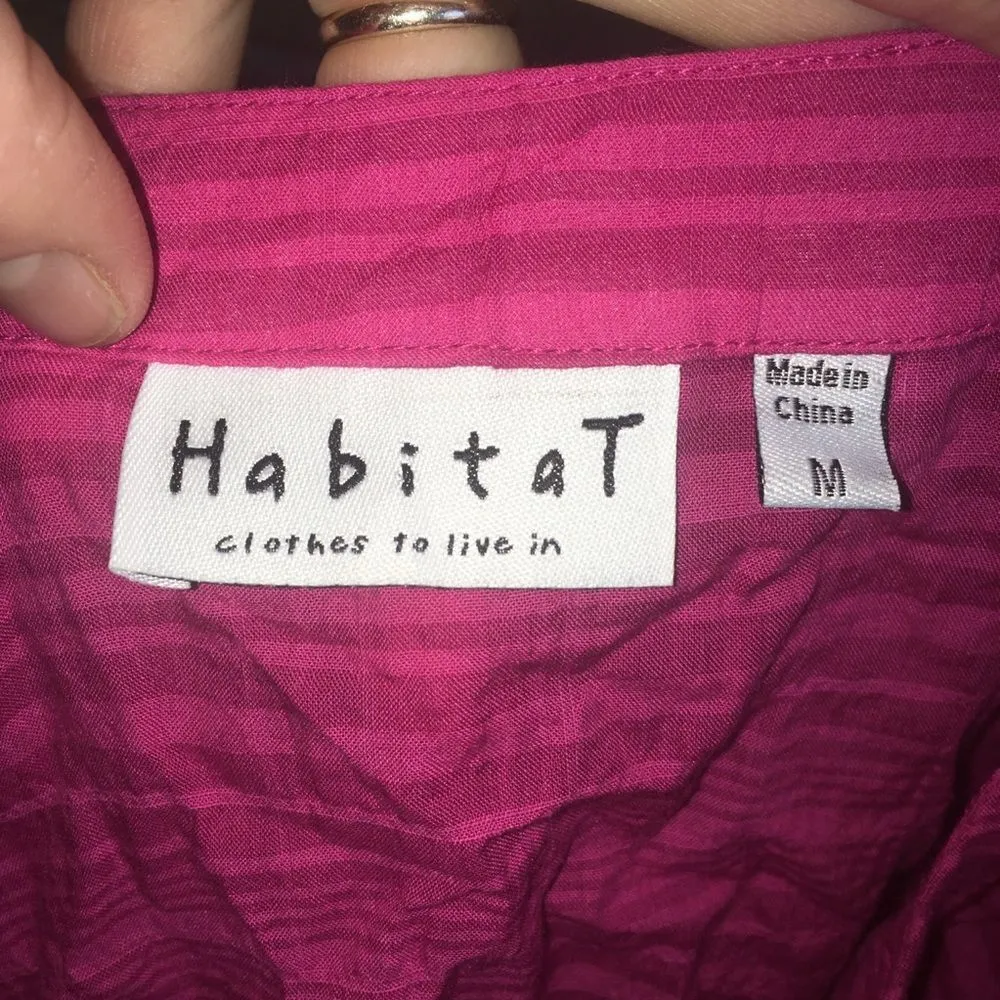 HabitaT
clothes to live in
Made in
China
M